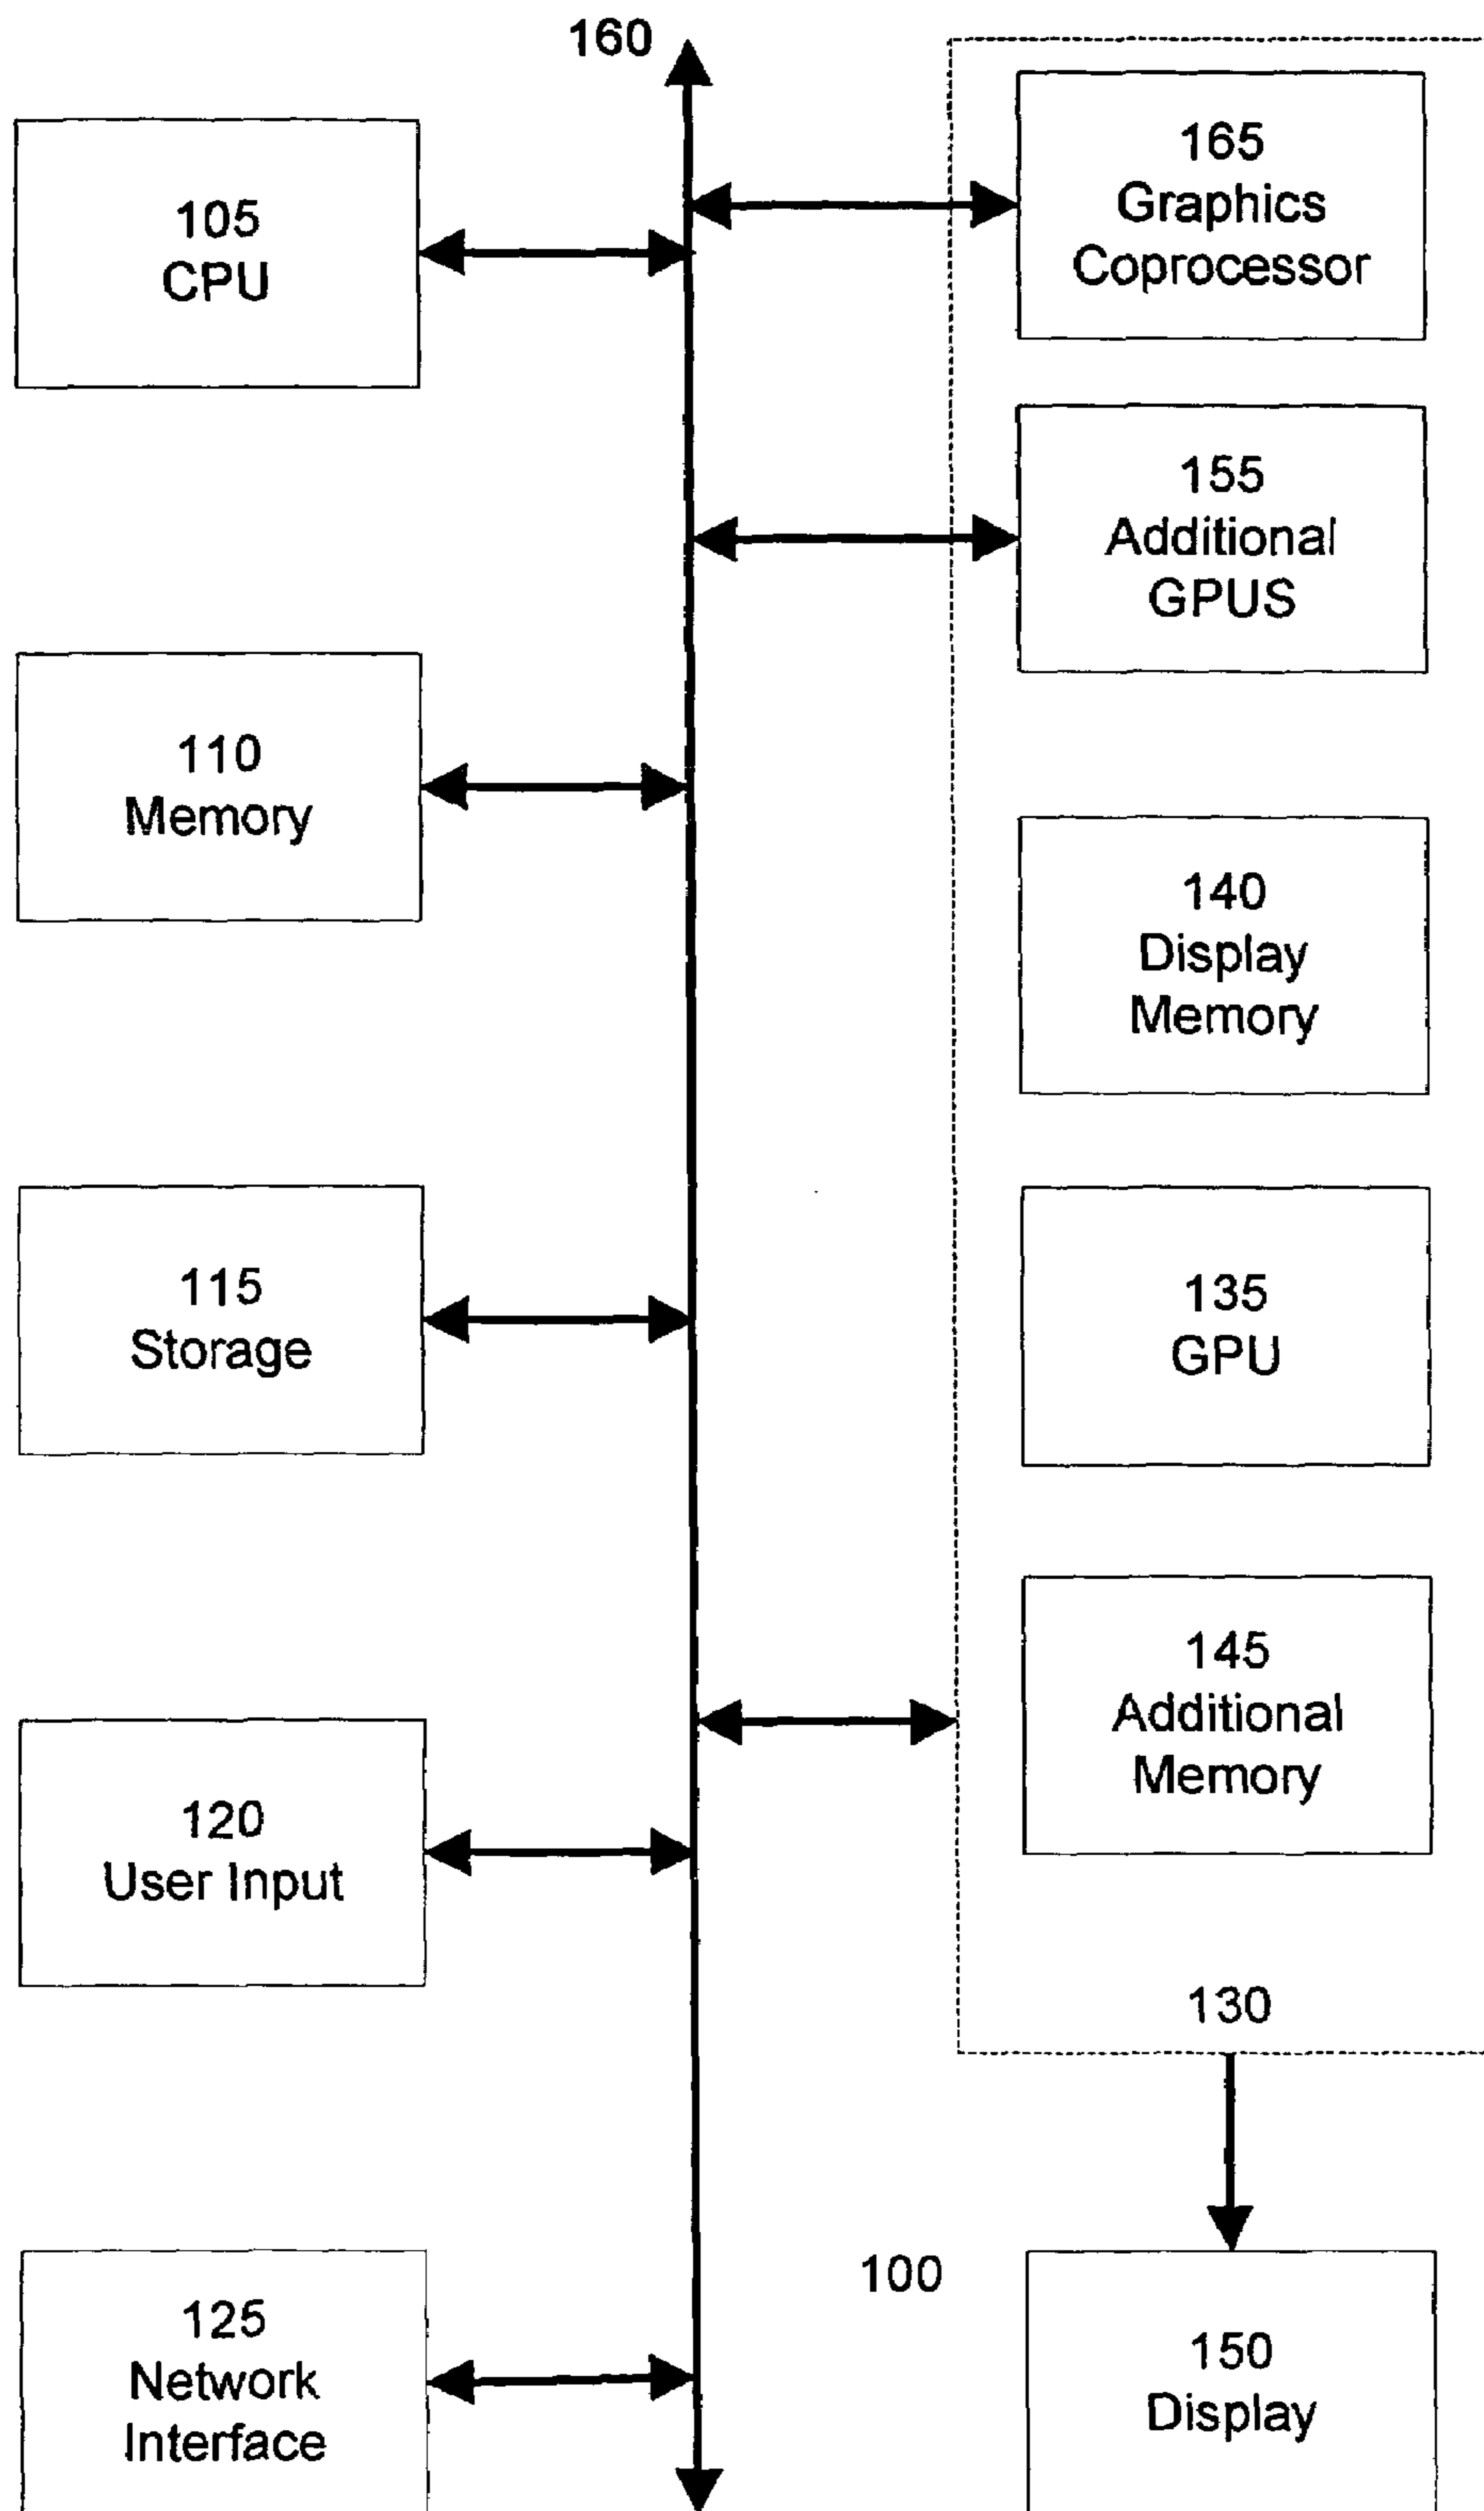 160
105
CPU
110
Memory
115
Storage
120
User Input
125
Network
Interface
165
Graphics
Coprocessor
155
Additional
GPUS
140
Display
Memory
135
GPU
145
Additional
Memory
130
100
150
Display